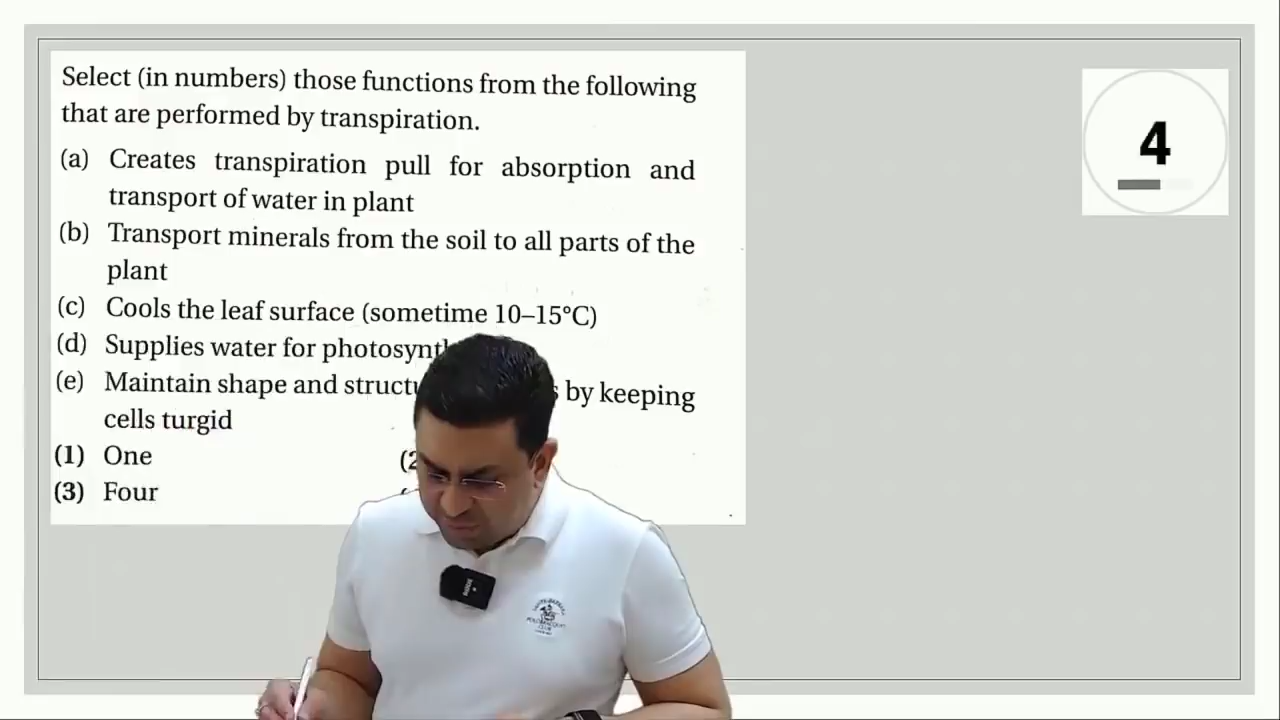 Select (in numbers) those functions from the following
that are performed by transpiration.
(a) Creates transpiration pull for absorption and
transport of water in plant
(b) Transport minerals from the soil to all parts of the
plant
(c) Cools the leaf surface (sometime 10–15°C)
(d) Supplies water for
(e) Maintain shape and by keeping
cells turgid
(1) One
(3) Four
4